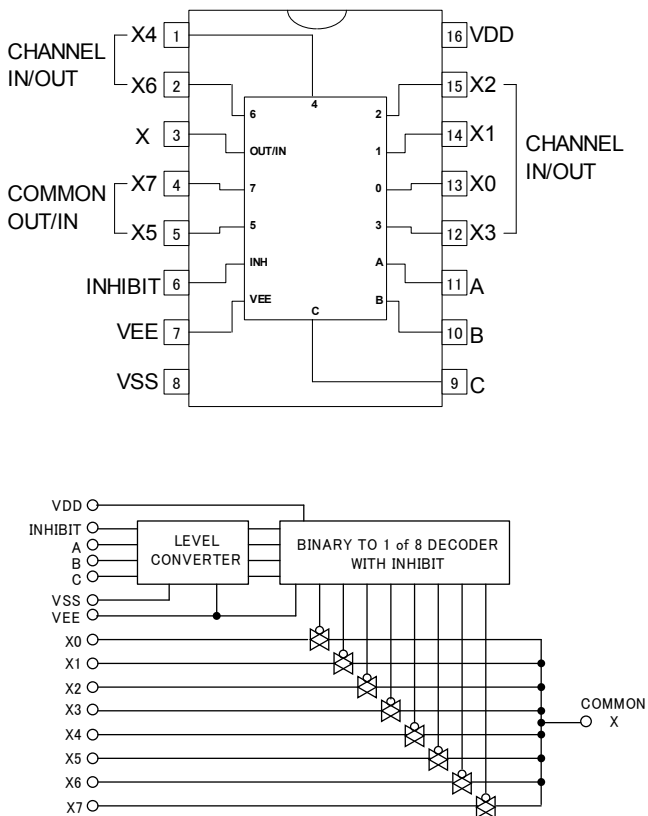 CHANNEL
IN/OUT
X4 1
X6 2
X 3
COMMON
OUT/IN
X7 4
X5 5
INHIBIT 6
VEE 7
VSS 8
16 VDD
15 X2
14 X1
13 X0
12 X3
CHANNEL
IN/OUT
11 A
10 B
9 C
4
6
OUT/IN
7
5
INH
VEE
2
1
0
3
A
B
C
VDD
INHIBIT
A
B
C
VSS
VEE
LEVEL
CONVERTER
BINARY TO 1 of 8 DECODER
WITH INHIBIT
X0
X1
X2
X3
X4
X5
X6
X7
COMMON
X